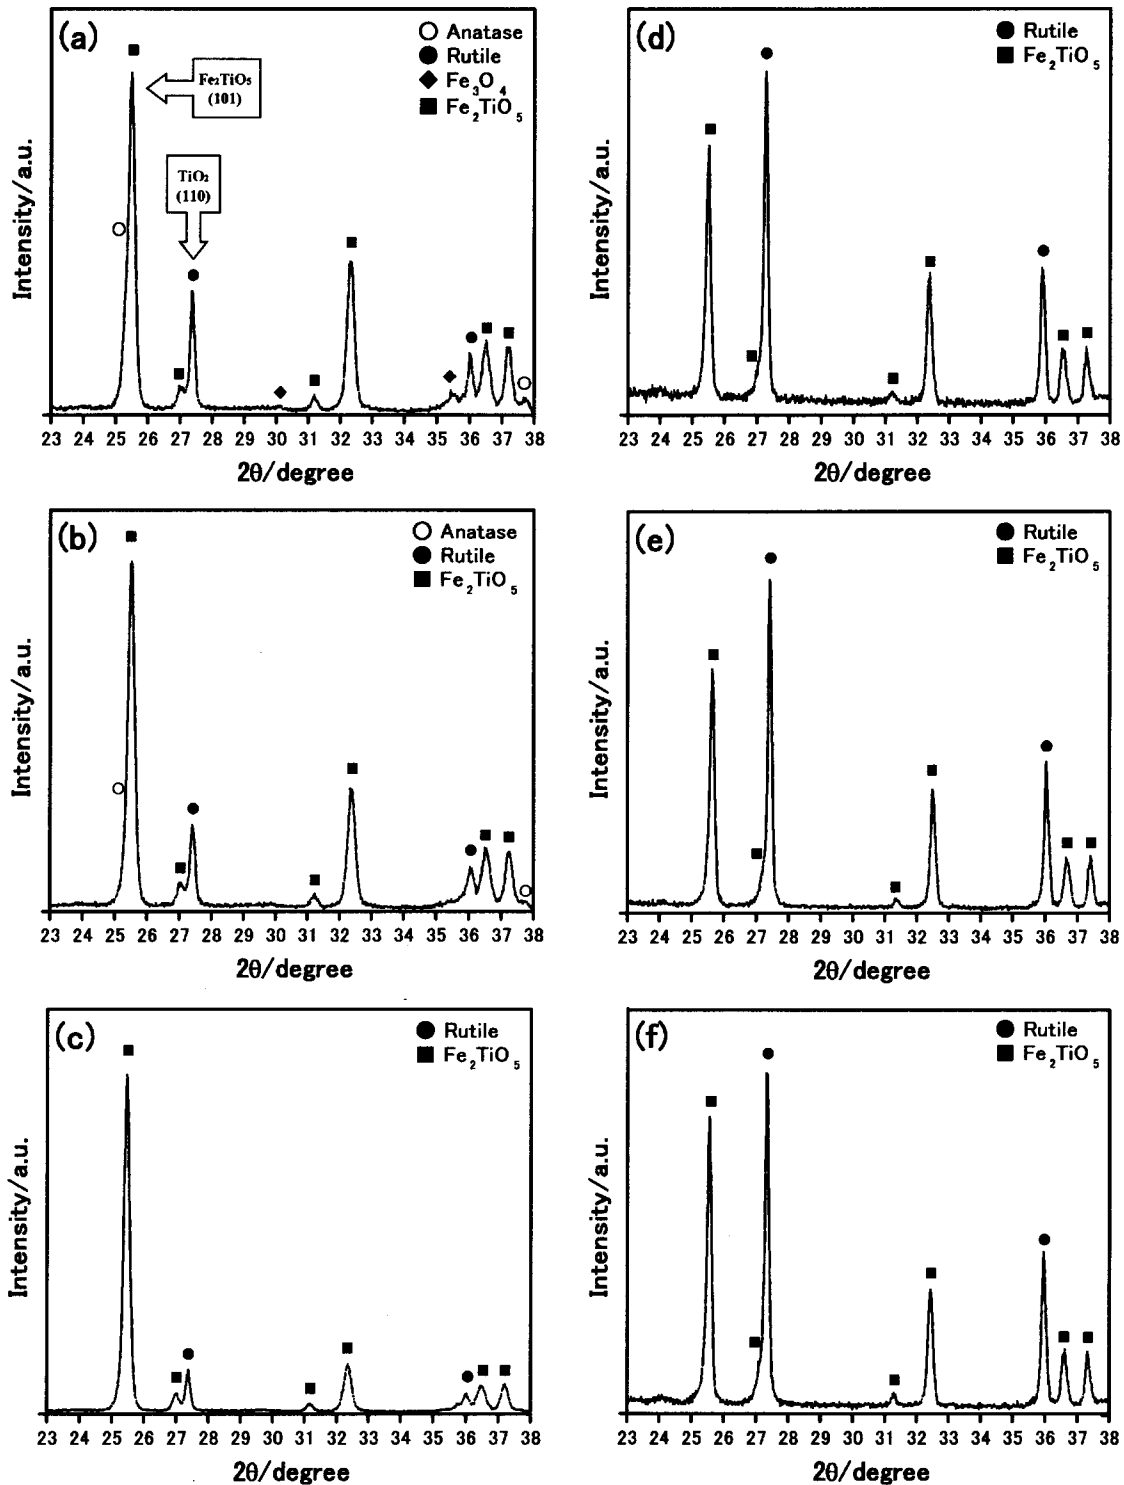 (a)
Anatase
Rutile
Fe₃O₄
Fe₂TiO₅
Fe₂TiO₅
(101)
TiO₂
(110)
Intensity/a.u.
23 25 26 27 28 29 30 31 32 33 34 35 36 37 38
2θ/degree
(d)
Rutile
Fe₂TiO₅
Intensity/a.u.
23 25 26 27 28 29 30 31 32 33 34 35 36 37 38
2θ/degree
(b)
Anatase
Rutile
Fe₂TiO₅
Intensity/a.u.
23 25 26 27 28 29 30 31 32 33 34 35 36 37 38
2θ/degree
(e)
Rutile
Fe₂TiO₅
Intensity/a.u.
23 25 26 27 28 29 30 31 32 33 34 35 36 37 38
2θ/degree
(c)
Rutile
Fe₂TiO₅
Intensity/a.u.
23 25 26 27 28 29 30 31 32 33 34 35 36 37 38
2θ/degree
(f)
Rutile
Fe₂TiO₅
Intensity/a.u.
23 25 26 27 28 29 30 31 32 33 34 35 36 37 38
2θ/degree